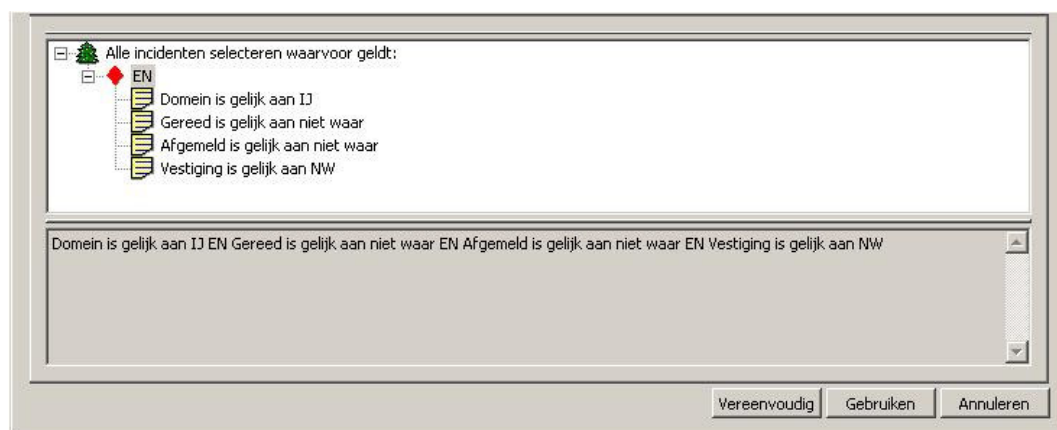 Alle incidenten selecteren waarvoor geldt:
EN
Domein is gelijk aan IJ
Gereed is gelijk aan niet waar
Afgemeld is gelijk aan niet waar
Vestiging is gelijk aan NW
Domein is gelijk aan IJ EN Gereed is gelijk aan niet waar EN Afgemeld is gelijk aan niet waar EN Vestiging is gelijk aan NW
Vereenvoudig Gebruiken Annuleren